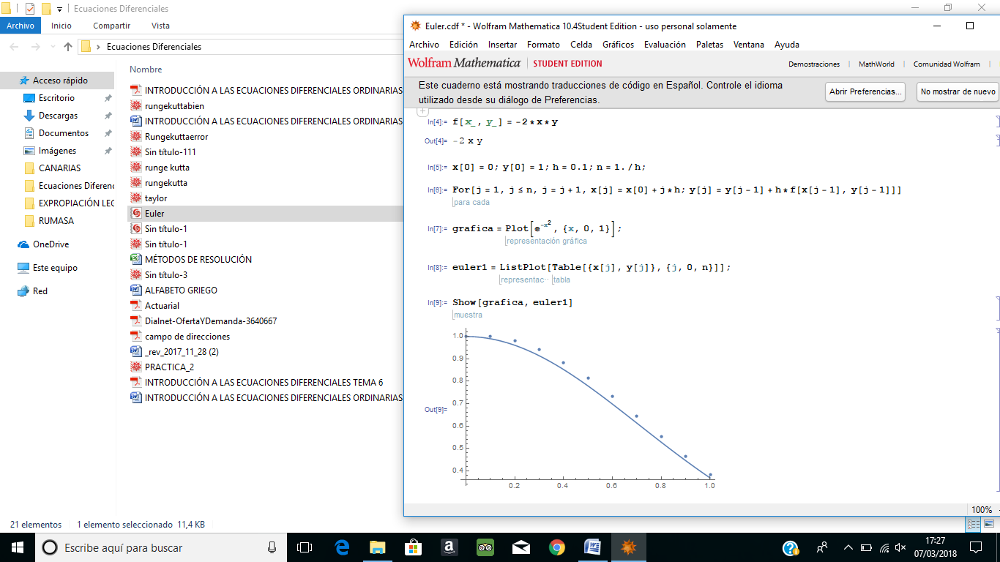 Ecuaciones Diferenciales
Archivo Inicio Compartir Vista
Ecuaciones Diferenciales
Acceso rápido
Escritorio
Descargas
Documentos
Imágenes
CANARIAS
Ecuaciones Diferenc
EXPROPIACIÓN LEG
RUMASA
OneDrive
Este equipo
Red
Nombre
INTRODUCCIÓN A LAS ECUACIONES DIFERENCIALES ORDINARIAS
rungekuttabien
INTRODUCCIÓN A LAS ECUACIONES DIFERENCIALES ORDINARIAS
Rungekuttaerror
Sin título-111
runge kutta
rungekutta
taylor
Euler
Sin título-1
Sin título-1
MÉTODOS DE RESOLUCIÓN
Sin título-3
ALFABETO GRIEGO
Actuarial
Dialnet-OfertaYDemanda-3640667
campo de direcciones
_rev_2017_11_28 (2)
PRACTICA_2
INTRODUCCIÓN A LAS ECUACIONES DIFERENCIALES TEMA 6
INTRODUCCIÓN A LAS ECUACIONES DIFERENCIALES ORDINARIAS
21 elementos 1 elemento seleccionado 11,4 KB
Euler.cdf * - Wolfram Mathematica 10.4Student Edition - uso personal solamente
Archivo Edición Insertar Formato Celda Gráficos Evaluación Paletas Ventana Ayuda
Wolfram Mathematica | STUDENT EDITION Demostraciones | MathWorld | Comunidad Wolfram |
Este cuaderno está mostrando traducciones de código en Español. Controle el idioma
utilizado desde su diálogo de Preferencias.
Abrir Preferencias... No mostrar de nuevo
In[4]:= f[x_, y_] = -2*x*y
Out[4]= -2 x y
In[5]:= x[0] = 0; y[0] = 1; h = 0.1; n = 1./h;
In[6]:= For[j = 1, j ≤ n, j = j + 1, x[j] = x[0] + j*h; y[j] = y[j - 1] + h*f[x[j - 1], y[j - 1]]]
para cada
In[7]:= grafica = Plot[e^-x^2, {x, 0, 1}];
representación gráfica
In[8]:= euler1 = ListPlot[Table[{x[j], y[j]}, {j, 0, n}]];
representac·· tabla
In[9]:= Show[grafica, euler1]
muestra
Out[9]=
1.0
0.9
0.8
0.7
0.6
0.5
0.4
0.2 0.4 0.6 0.8 1.0
100%
Escribe aquí para buscar
17:27
07/03/2018